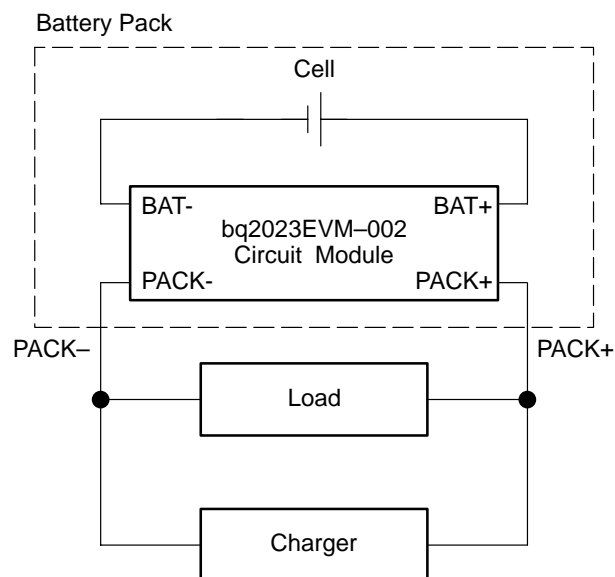 Battery Pack
Cell
BAT-
BAT+
bq2023EVM–002
Circuit Module
PACK-
PACK+
PACK–
PACK+
Load
Charger